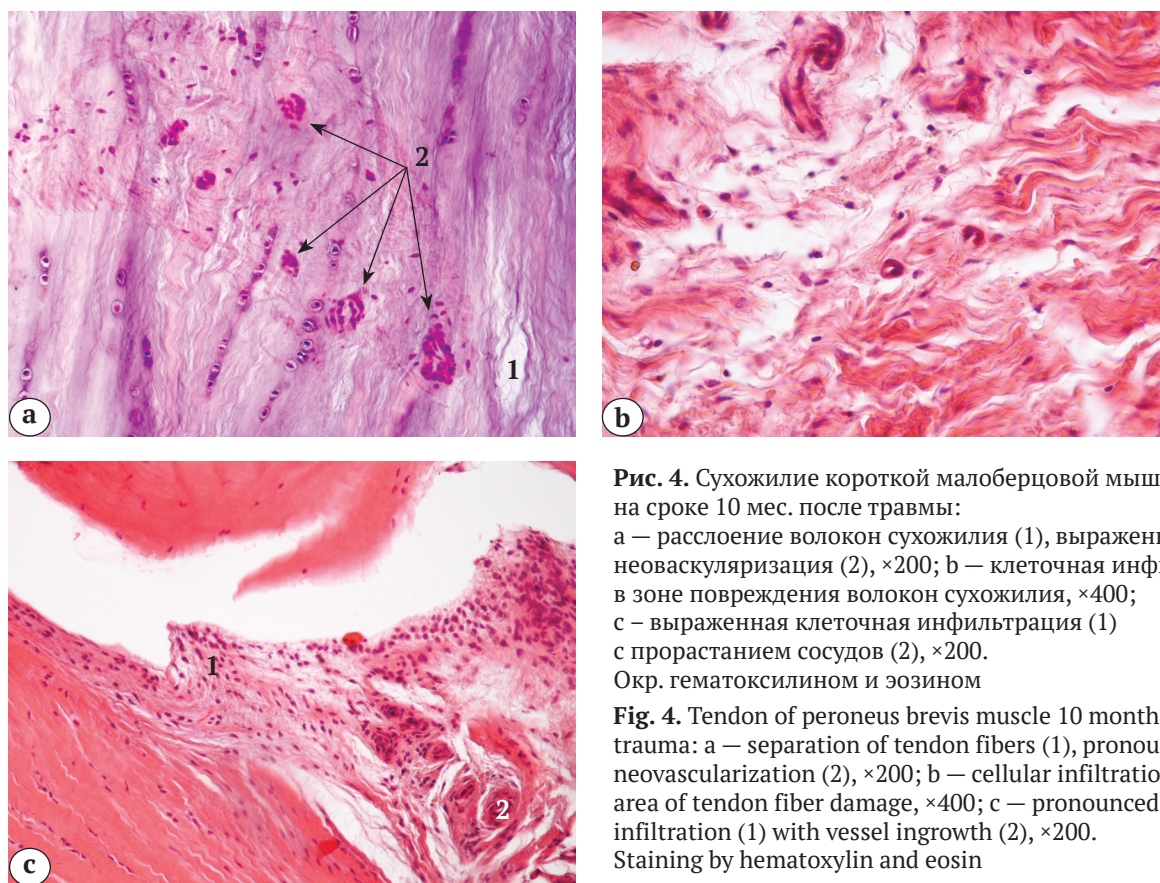 2
1
a
b
1
2
c
Рис. 4. Сухожилие короткой малоберцовой
на сроке 10 мес. после травмы:
а — расслоение волокон сухожилия (1),
неоваскуляризация (2), ×200; b — клеточная
в зоне повреждения волокон сухожилия, ×400;
с – выраженная клеточная инфильтрация (1)
с прорастанием сосудов (2), ×200.
Окр. гематоксилином и эозином
Fig. 4. Tendon of peroneus brevis muscle 10
trauma: a — separation of tendon fibers (1),
neovascularization (2), ×200; b — cellular
area of tendon fiber damage, ×400; c — pronounced
infiltration (1) with vessel ingrowth (2), ×200.
Staining by hematoxylin and eosin